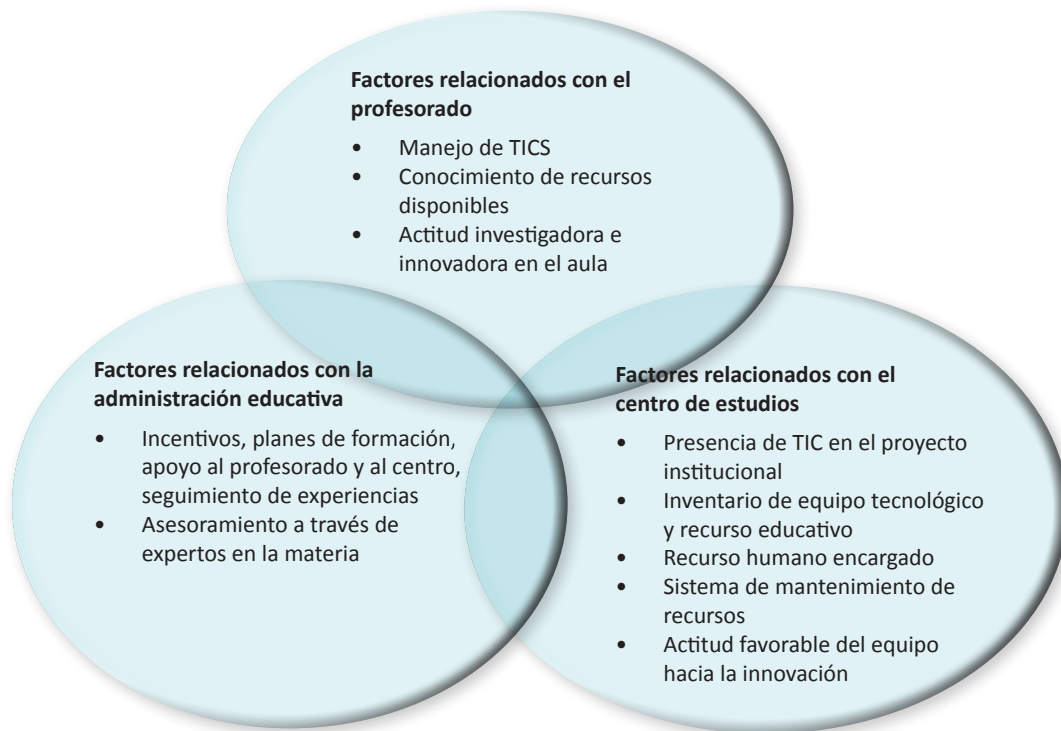 Factores relacionados con el
profesorado
• Manejo de TICS
• Conocimiento de recursos
disponibles
• Actitud investigadora e
innovadora en el aula
Factores relacionados con la
administración educativa
• Incentivos, planes de formación,
apoyo al profesorado y al centro,
seguimiento de experiencias
• Asesoramiento a través de
expertos en la materia
Factores relacionados con el
centro de estudios
• Presencia de TIC en el proyecto
institucional
• Inventario de equipo tecnológico
y recurso educativo
• Recurso humano encargado
• Sistema de mantenimiento de
recursos
• Actitud favorable del equipo
hacia la innovación